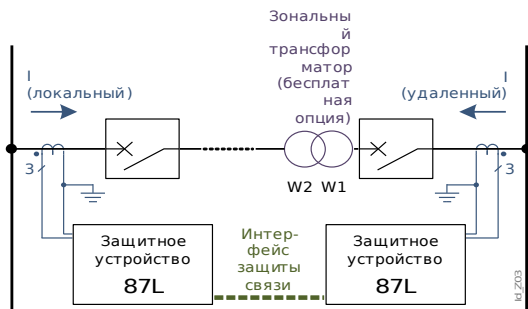 Зональны
й
трансфор
матор
(бесплат
ная
опция)
I
(локальный)
I
(удаленный)
3
3
W2 W1
Защитное
устройство
87L
Интер-
фейс
защиты
связи
Защитное
устройство
87L
ld_Z03